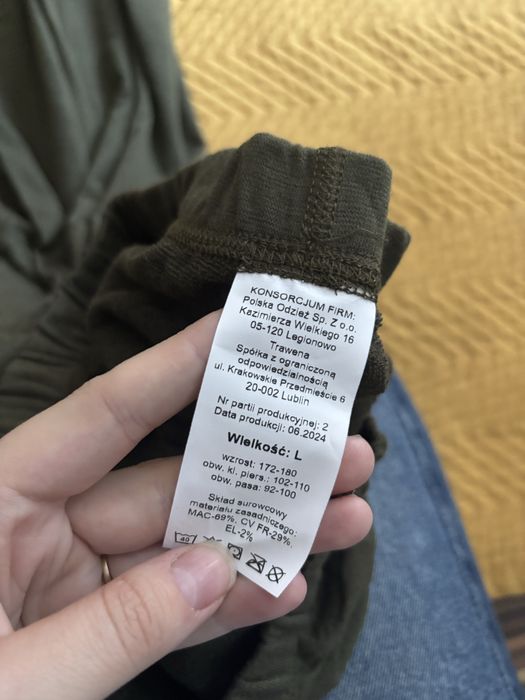 KONSORCJUM FIRM:
Polska Odzież Sp. Z o.o.
Kazimierza Wielkiego 16
05-120 Legionowo
Trawena
Spółka z ograniczoną
odpowiedzialnością
ul. Krakowskie Przedmieście 6
20-002 Lublin
Nr partii produkcyjnej: 2
Data produkcji: 06.2024
Wielkość: L
wzrost: 172-180
obw. kl. piers.: 102-110
obw. pasa: 92-100
Skład surowcowy
materiału zasadniczego:
MAC-69%, CV FR-29%,
EL-2%
40